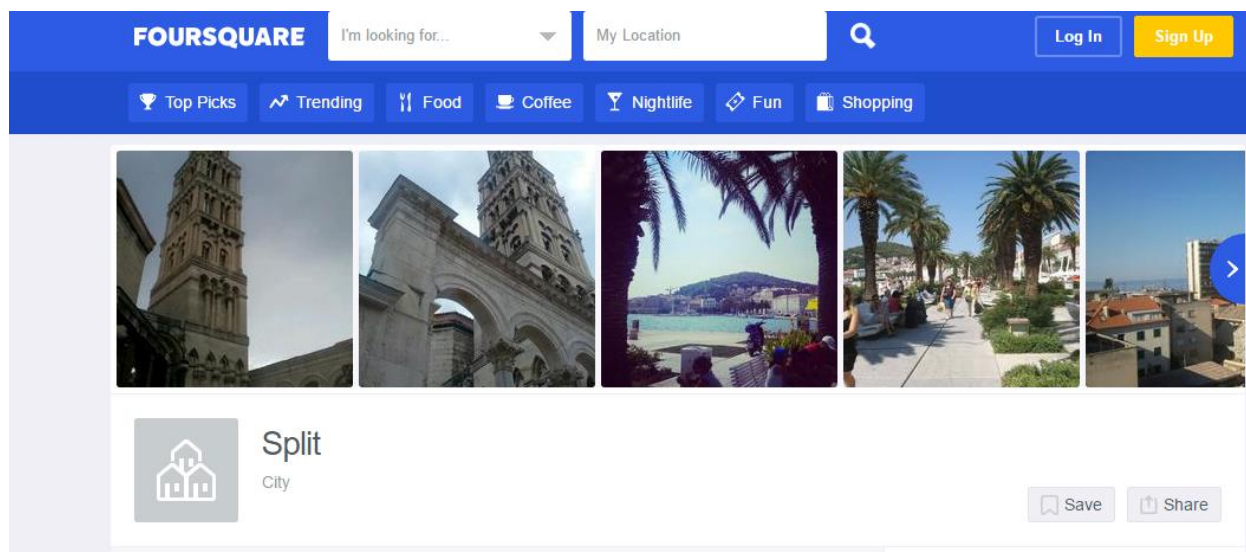 FOURSQUARE I'm looking for... My Location Log In Sign Up
Top Picks Trending Food Coffee Nightlife Fun Shopping
Split
City
Save Share